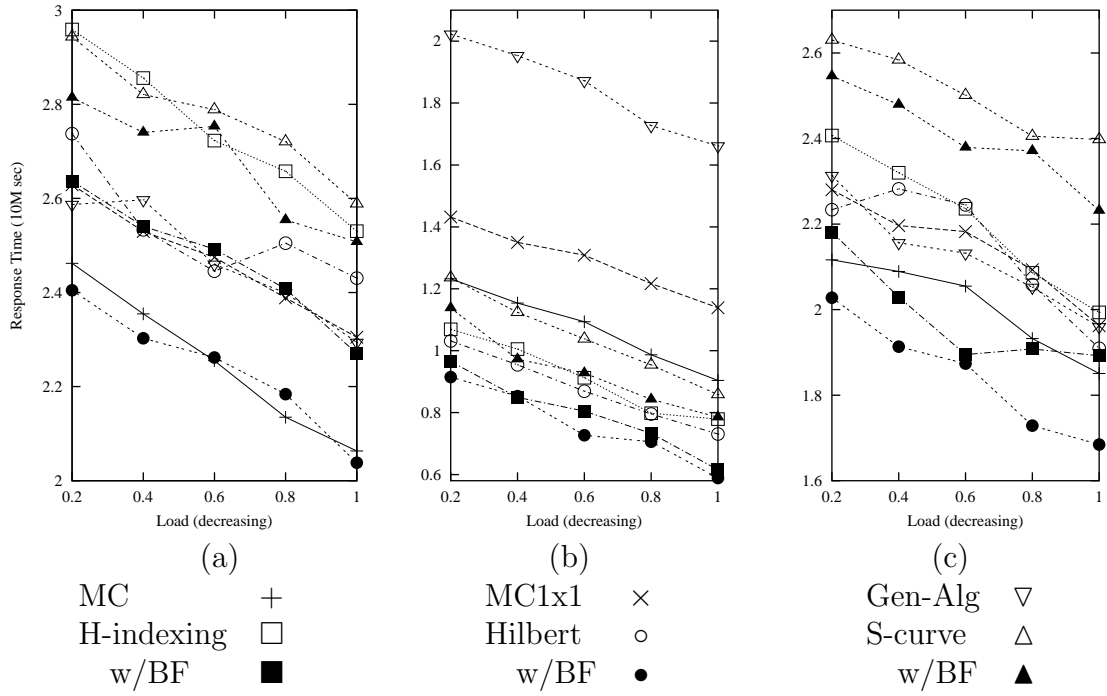 3
2.8
2.6
2.4
2.2
2
Response Time (10M sec)
0.2 0.4 0.6 0.8 1
Load (decreasing)
(a)
2
1.8
1.6
1.4
1.2
1
0.8
0.6
0.2 0.4 0.6 0.8 1
Load (decreasing)
(b)
2.6
2.4
2.2
2
1.8
1.6
0.2 0.4 0.6 0.8 1
Load (decreasing)
(c)
MC
H-indexing
w/BF
MC1x1
Hilbert
w/BF
Gen-Alg
S-curve
w/BF